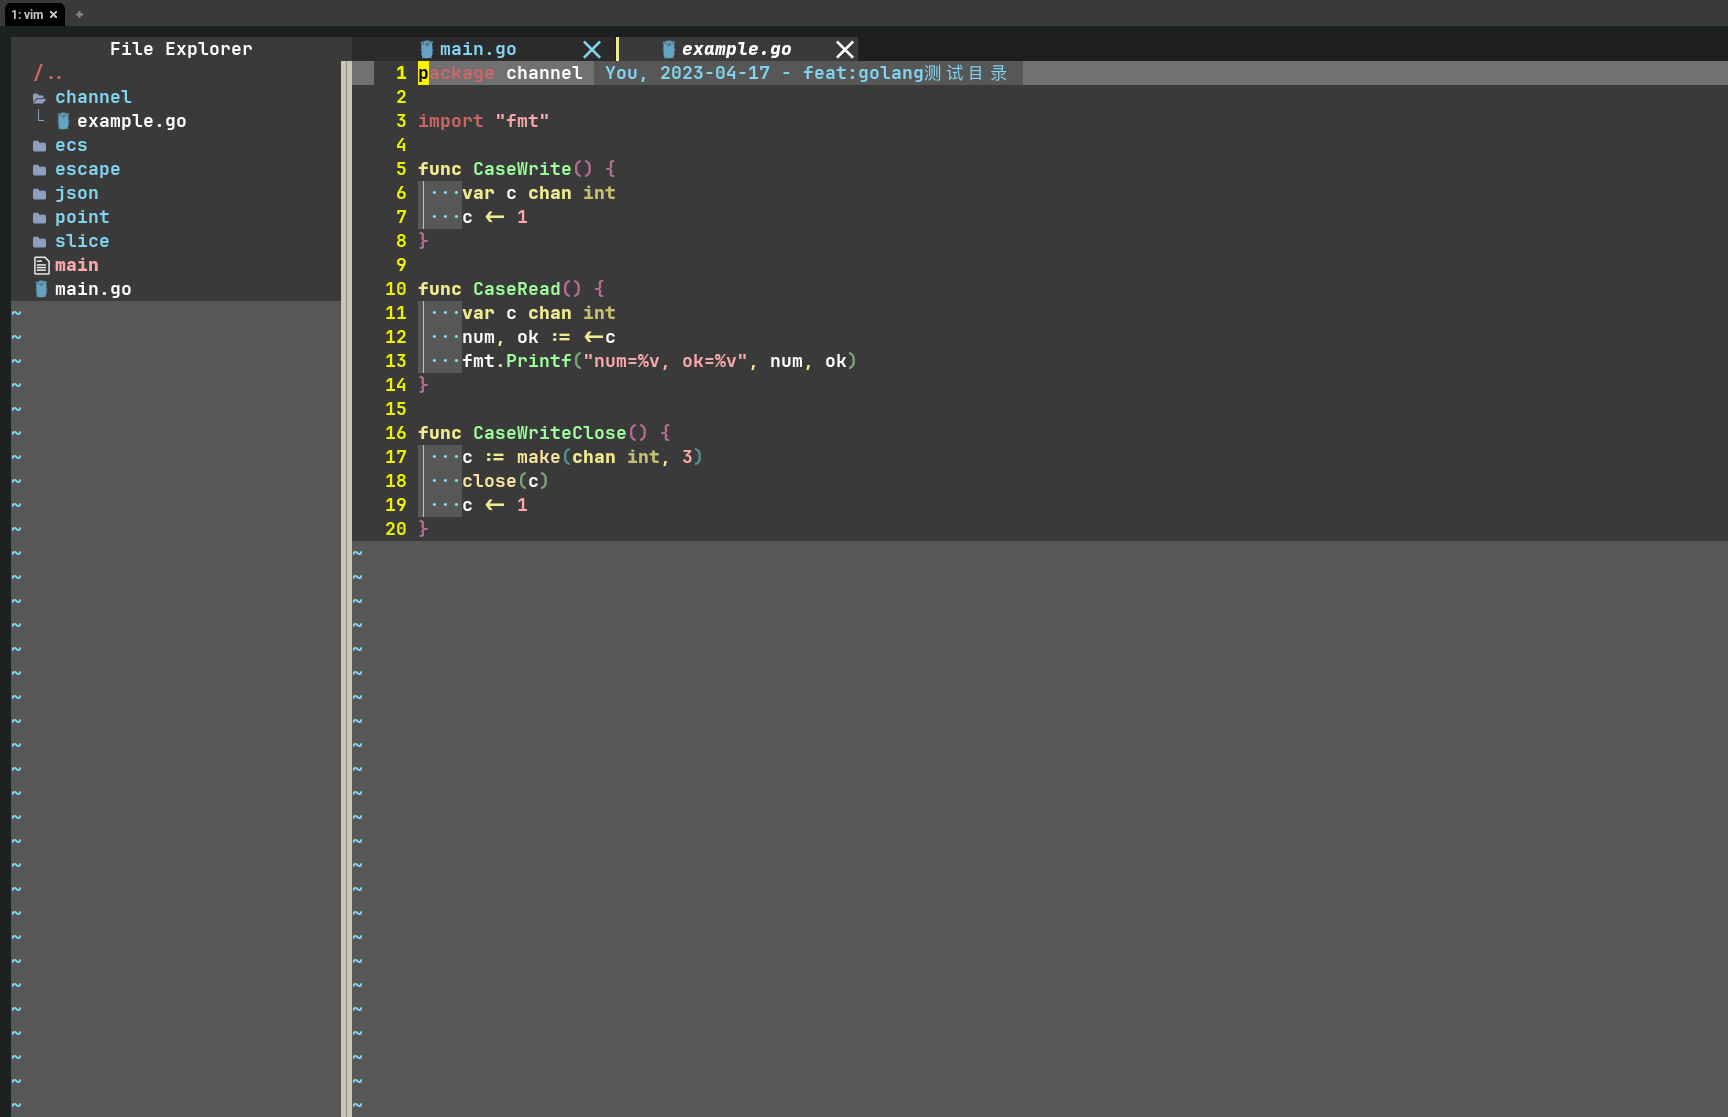 1: vim × +
File Explorer
/..
channel
└ example.go
ecs
escape
json
point
slice
main
main.go
main.go
example.go
1 package channel You, 2023-04-17 - feat:golang测试目录
2
3 import "fmt"
4
5 func CaseWrite() {
6 ···var c chan int
7 ···c <- 1
8 }
9
10 func CaseRead() {
11 ···var c chan int
12 ···num, ok := <-c
13 ···fmt.Printf("num=%v, ok=%v", num, ok)
14 }
15
16 func CaseWriteClose() {
17 ···c := make(chan int, 3)
18 ···close(c)
19 ···c <- 1
20 }